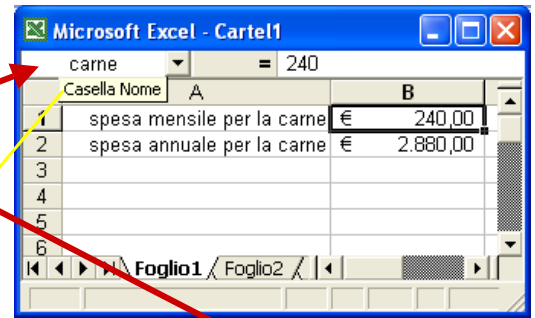 Microsoft Excel - Cartel1
carne = 240
Casella Nome A B
1 spesa mensile per la carne € 240,00
2 spesa annuale per la carne € 2.880,00
3
4
5
6
Foglio1 Foglio2